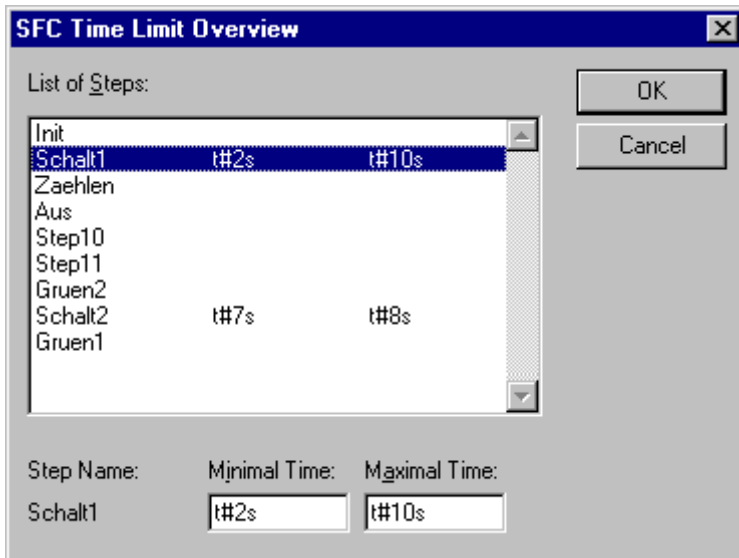 SFC Time Limit Overview
List of Steps:
OK
Cancel
Init
Schalt1 t#2s t#10s
Zaehlen
Aus
Step10
Step11
Gruen2
Schalt2 t#7s t#8s
Gruen1
Step Name: Minimal Time: Maximal Time:
Schalt1 t#2s t#10s